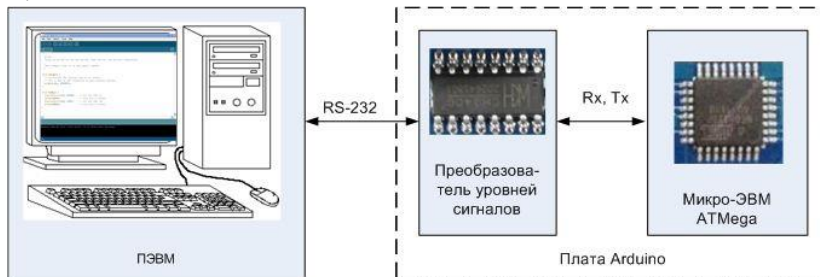 RS-232
Rx, Tx
Преобразова-
тель уровней
сигналов
Микро-ЭВМ
ATMega
ПЭВМ
Плата Arduino